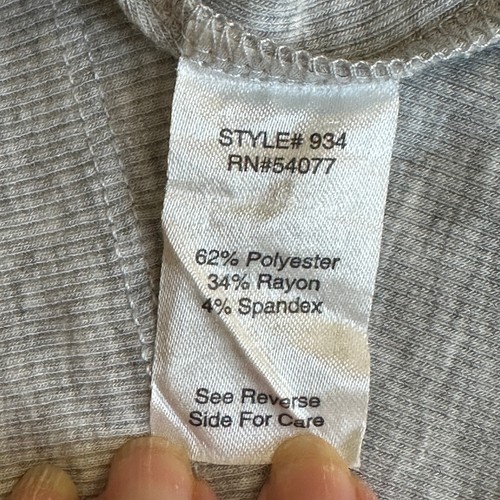 STYLE# 934
RN#54077
62% Polyester
34% Rayon
4% Spandex
See Reverse
Side For Care